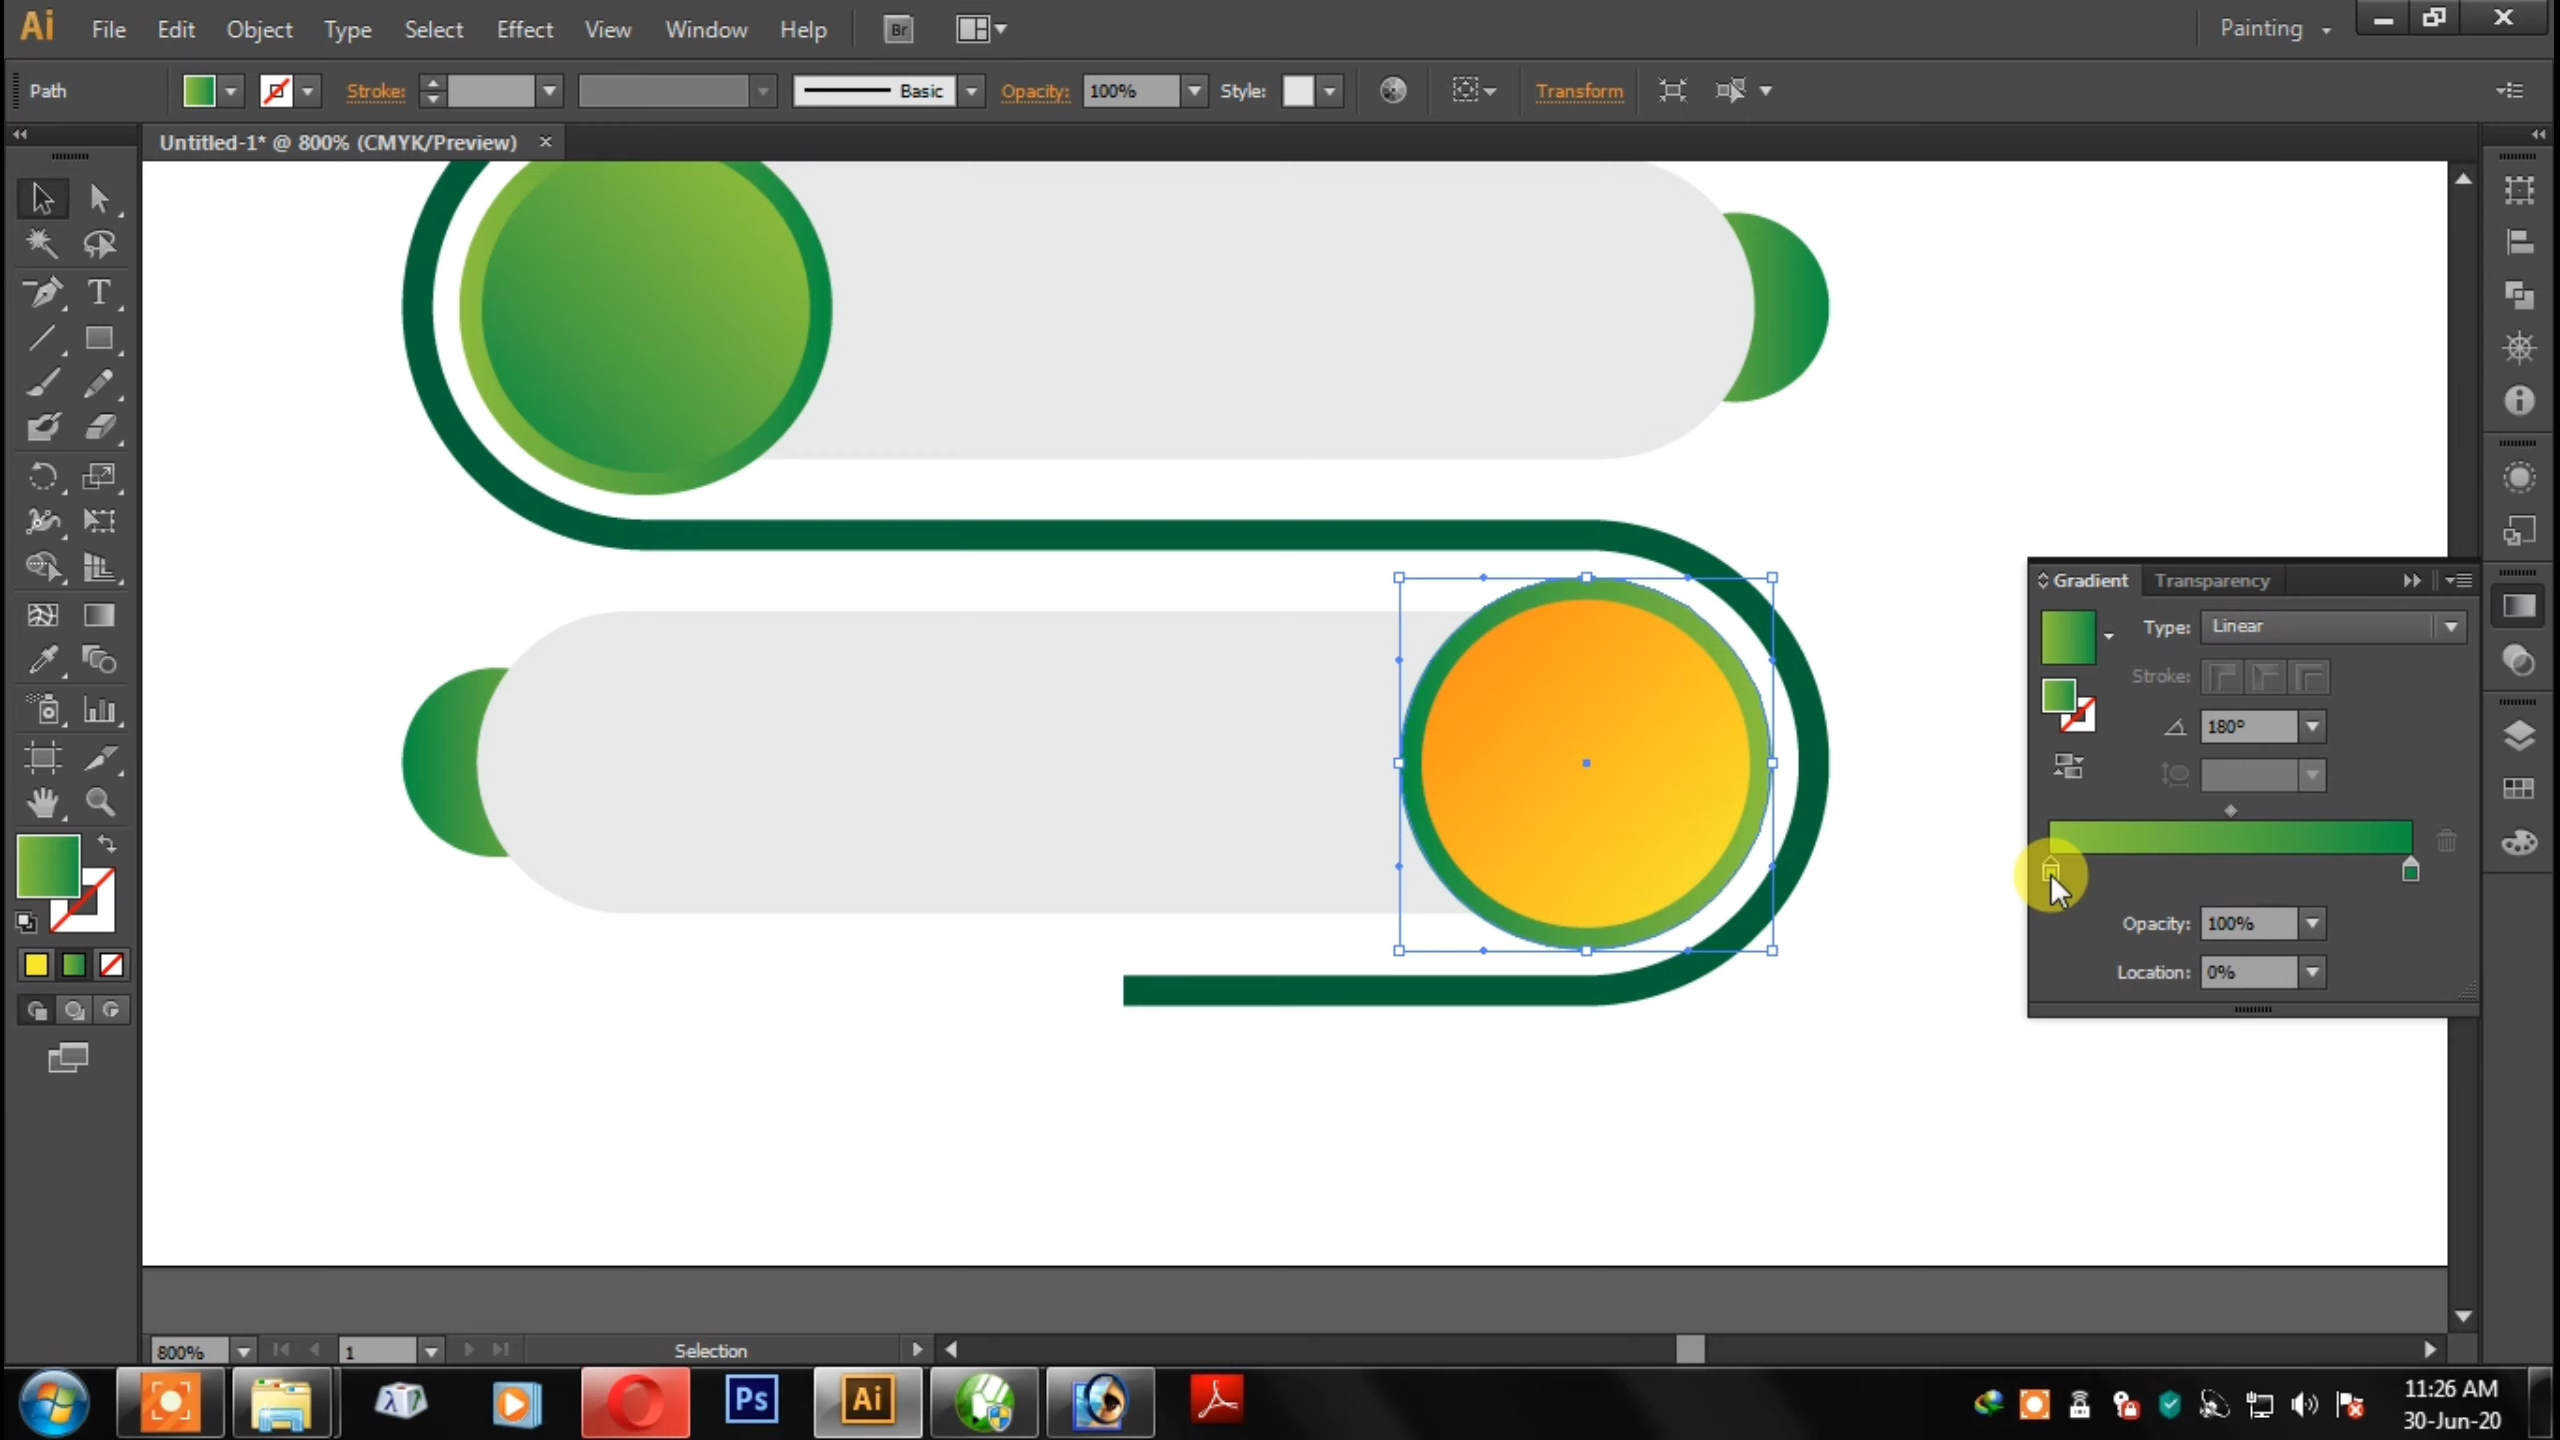 Ai File Edit Object Type Select Effect View Window Help Br Painting
Path Stroke: Basic Opacity: 100% Style: Transform
Untitled-1* @ 800% (CMYK/Preview)
T
Gradient Transparency
Type: Linear
Stroke:
180°
Opacity: 100%
Location: 0%
800% 1 Selection
Ps Ai
11:26 AM
30-Jun-20